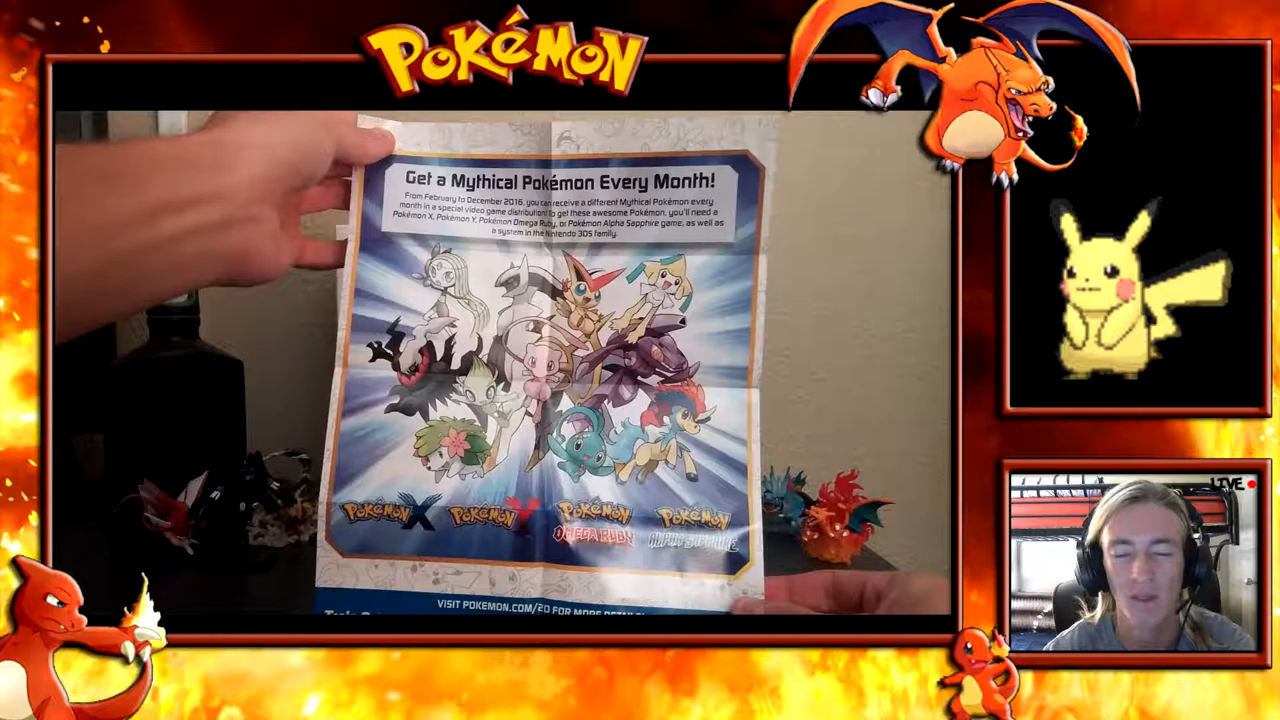 POKéMON
Get a Mythical Pokémon Every Month!
From February to December 2016, you can receive a different Mythical Pokémon every
month in a special video game distribution! To get these awesome Pokémon, you'll need a
Pokémon X, Pokémon Y, Pokémon Omega Ruby, or Pokémon Alpha Sapphire game, as well as
a system in the Nintendo 3DS family.
POKéMON X POKéMON Y POKéMON POKéMON
OMEGA RUBY ALPHA SAPPHIRE
VISIT POKEMON.COM/20 FOR MORE
LIVE